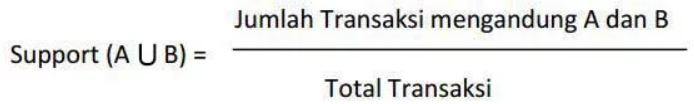 Jumlah Transaksi mengandung A dan B
Support (A ⋃ B) =
Total Transaksi